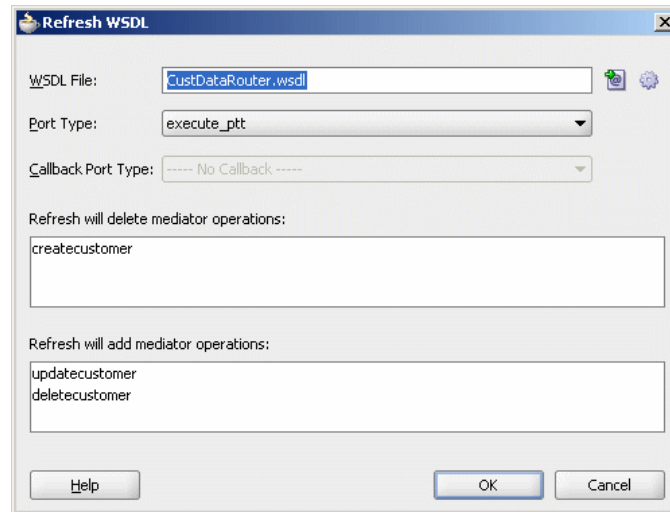 Refresh WSDL
WSDL File: CustDataRouter.wsdl
Port Type: execute_ptt
Callback Port Type: ----- No Callback -----
Refresh will delete mediator operations:
createcustomer
Refresh will add mediator operations:
updatecustomer
deletecustomer
Help OK Cancel